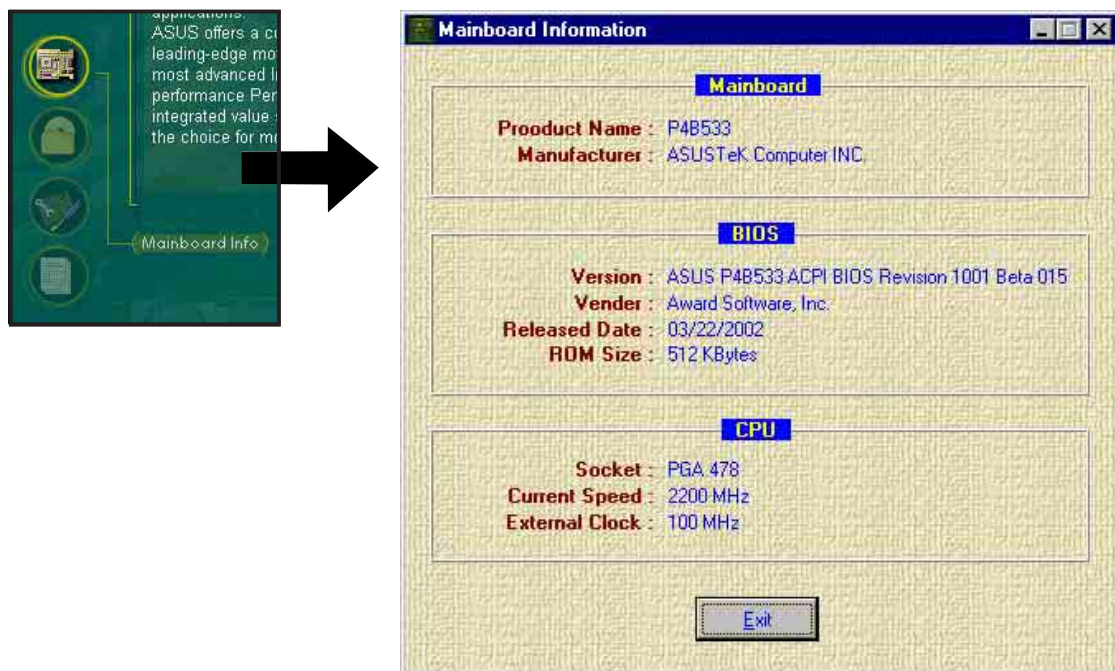 applications.
ASUS offers a c
leading-edge mo
most advanced I
performance Per
integrated value
the choice for mo
Mainboard Info
Mainboard Information
Mainboard
Prooduct Name : P4B533
Manufacturer : ASUSTeK Computer INC.
BIOS
Version : ASUS P4B533 ACPI BIOS Revision 1001 Beta 015
Vender : Award Software, Inc.
Released Date : 03/22/2002
ROM Size : 512 KBytes
CPU
Socket : PGA 478
Current Speed : 2200 MHz
External Clock : 100 MHz
Exit